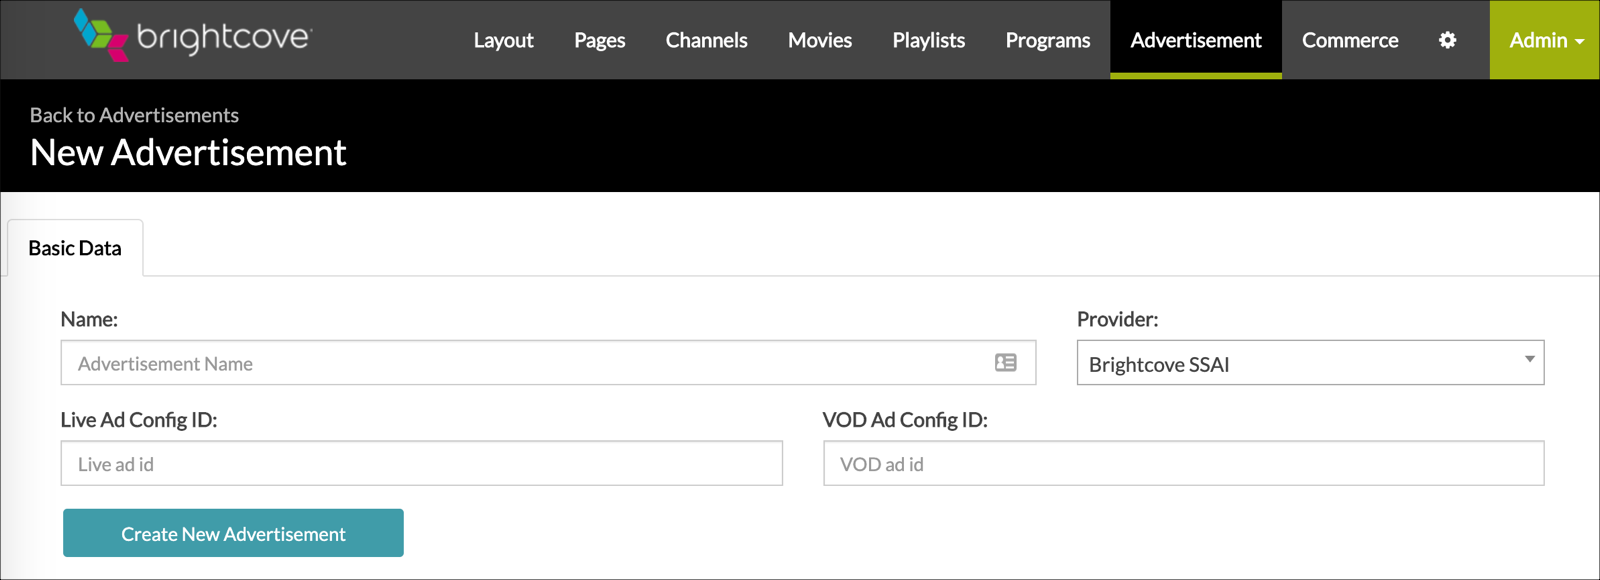 brightcove
Layout Pages Channels Movies Playlists Programs Advertisement Commerce Admin
Back to Advertisements
New Advertisement
Basic Data
Name: Provider:
Advertisement Name Brightcove SSAI
Live Ad Config ID: VOD Ad Config ID:
Live ad id VOD ad id
Create New Advertisement